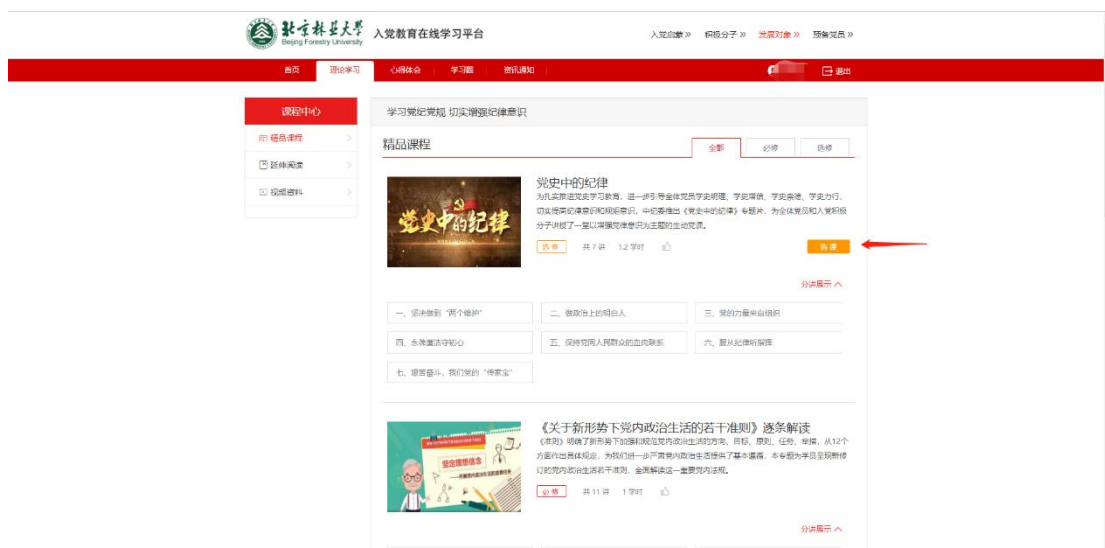 北京林业大学
Beijing Forestry University
入党教育在线学习平台
入党启蒙 »
积极分子 »
发展对象 »
预备党员 »
首页
理论学习
心得体会
学习圈
资讯通知
退出
课程中心
学习党纪党规 切实增强纪律意识
精品课程
延伸阅读
视频资料
精品课程
全部
必修
选修
党史中的纪律
党史中的纪律
为扎实推进党史学习教育,进一步引导全体党员学史明理、学史增信、学史崇德、学史力行,
切实提高纪律意识和规矩意识,中纪委推出《党史中的纪律》专题片,为全体党员和入党积极
分子讲授了一堂以增强党律意识为主题的生动党课。
选修
共 7 讲
1.2 学时
选 课
分讲展示
一、坚决做到“两个维护”
二、做政治上的明白人
三、党的力量来自组织
四、永葆清洁守初心
五、保持党同人民群众的血肉联系
六、服从纪律听指挥
七、艰苦奋斗,我们党的“传家宝”
坚定理想信念
《关于新形势下党内政治生活的若干准则》逐条解读
《准则》明确了新形势下加强和规范党内政治生活的方向、目标、原则、任务、举措,从12个
方面作出具体规定,为我们进一步严肃党内政治生活提供了基本遵循,本专题为学员呈现新修
订的党内政治生活若干准则,全面解读这一重要党内法规。
必修
共 11 讲
1 学时
分讲展示